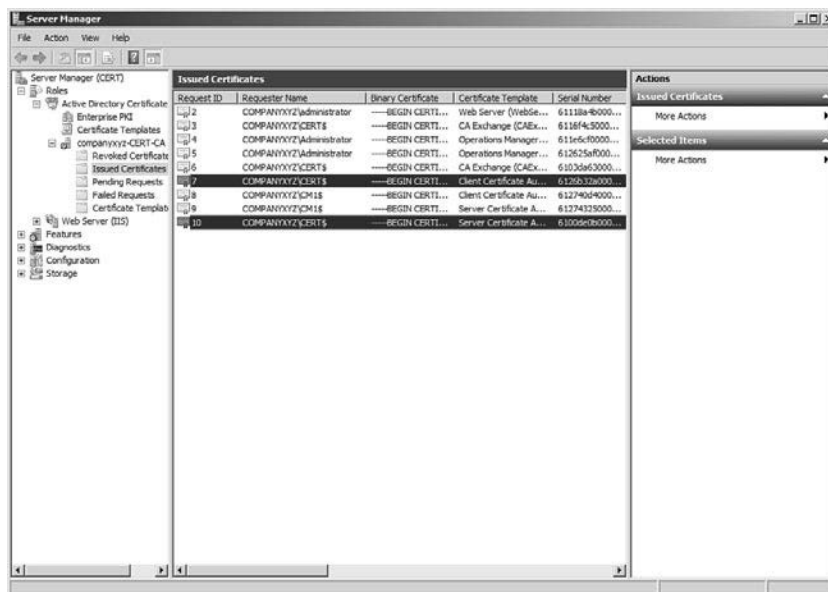 Server Manager
File Action View Help
Server Manager (CERT)
Roles
Active Directory Certificate
Enterprise PKI
Certificate Templates
companyxyz-CERT-CA
Revoked Certificate
Issued Certificates
Pending Requests
Failed Requests
Certificate Templat
Web Server (IIS)
Features
Diagnostics
Configuration
Storage
Issued Certificates
Request ID Requester Name Binary Certificate Certificate Template Serial Number
2 COMPANYXYZ\administrator -----BEGIN CERTI... Web Server (WebSe... 61118a4b000...
3 COMPANYXYZ\CERT$ -----BEGIN CERTI... CA Exchange (CAEx... 6116f4c5000...
4 COMPANYXYZ\Administrator -----BEGIN CERTI... Operations Manager... 611e6cf0000...
5 COMPANYXYZ\Administrator -----BEGIN CERTI... Operations Manager... 612625af000...
6 COMPANYXYZ\CERT$ -----BEGIN CERTI... CA Exchange (CAEx... 6103da63000...
7 COMPANYXYZ\CERT$ -----BEGIN CERTI... Client Certificate Au... 6126b32a000...
8 COMPANYXYZ\CM1$ -----BEGIN CERTI... Client Certificate Au... 612740d4000...
9 COMPANYXYZ\CM1$ -----BEGIN CERTI... Server Certificate A... 61274325000...
10 COMPANYXYZ\CERT$ -----BEGIN CERTI... Server Certificate A... 6100de0b000...
Actions
Issued Certificates
More Actions
Selected Items
More Actions